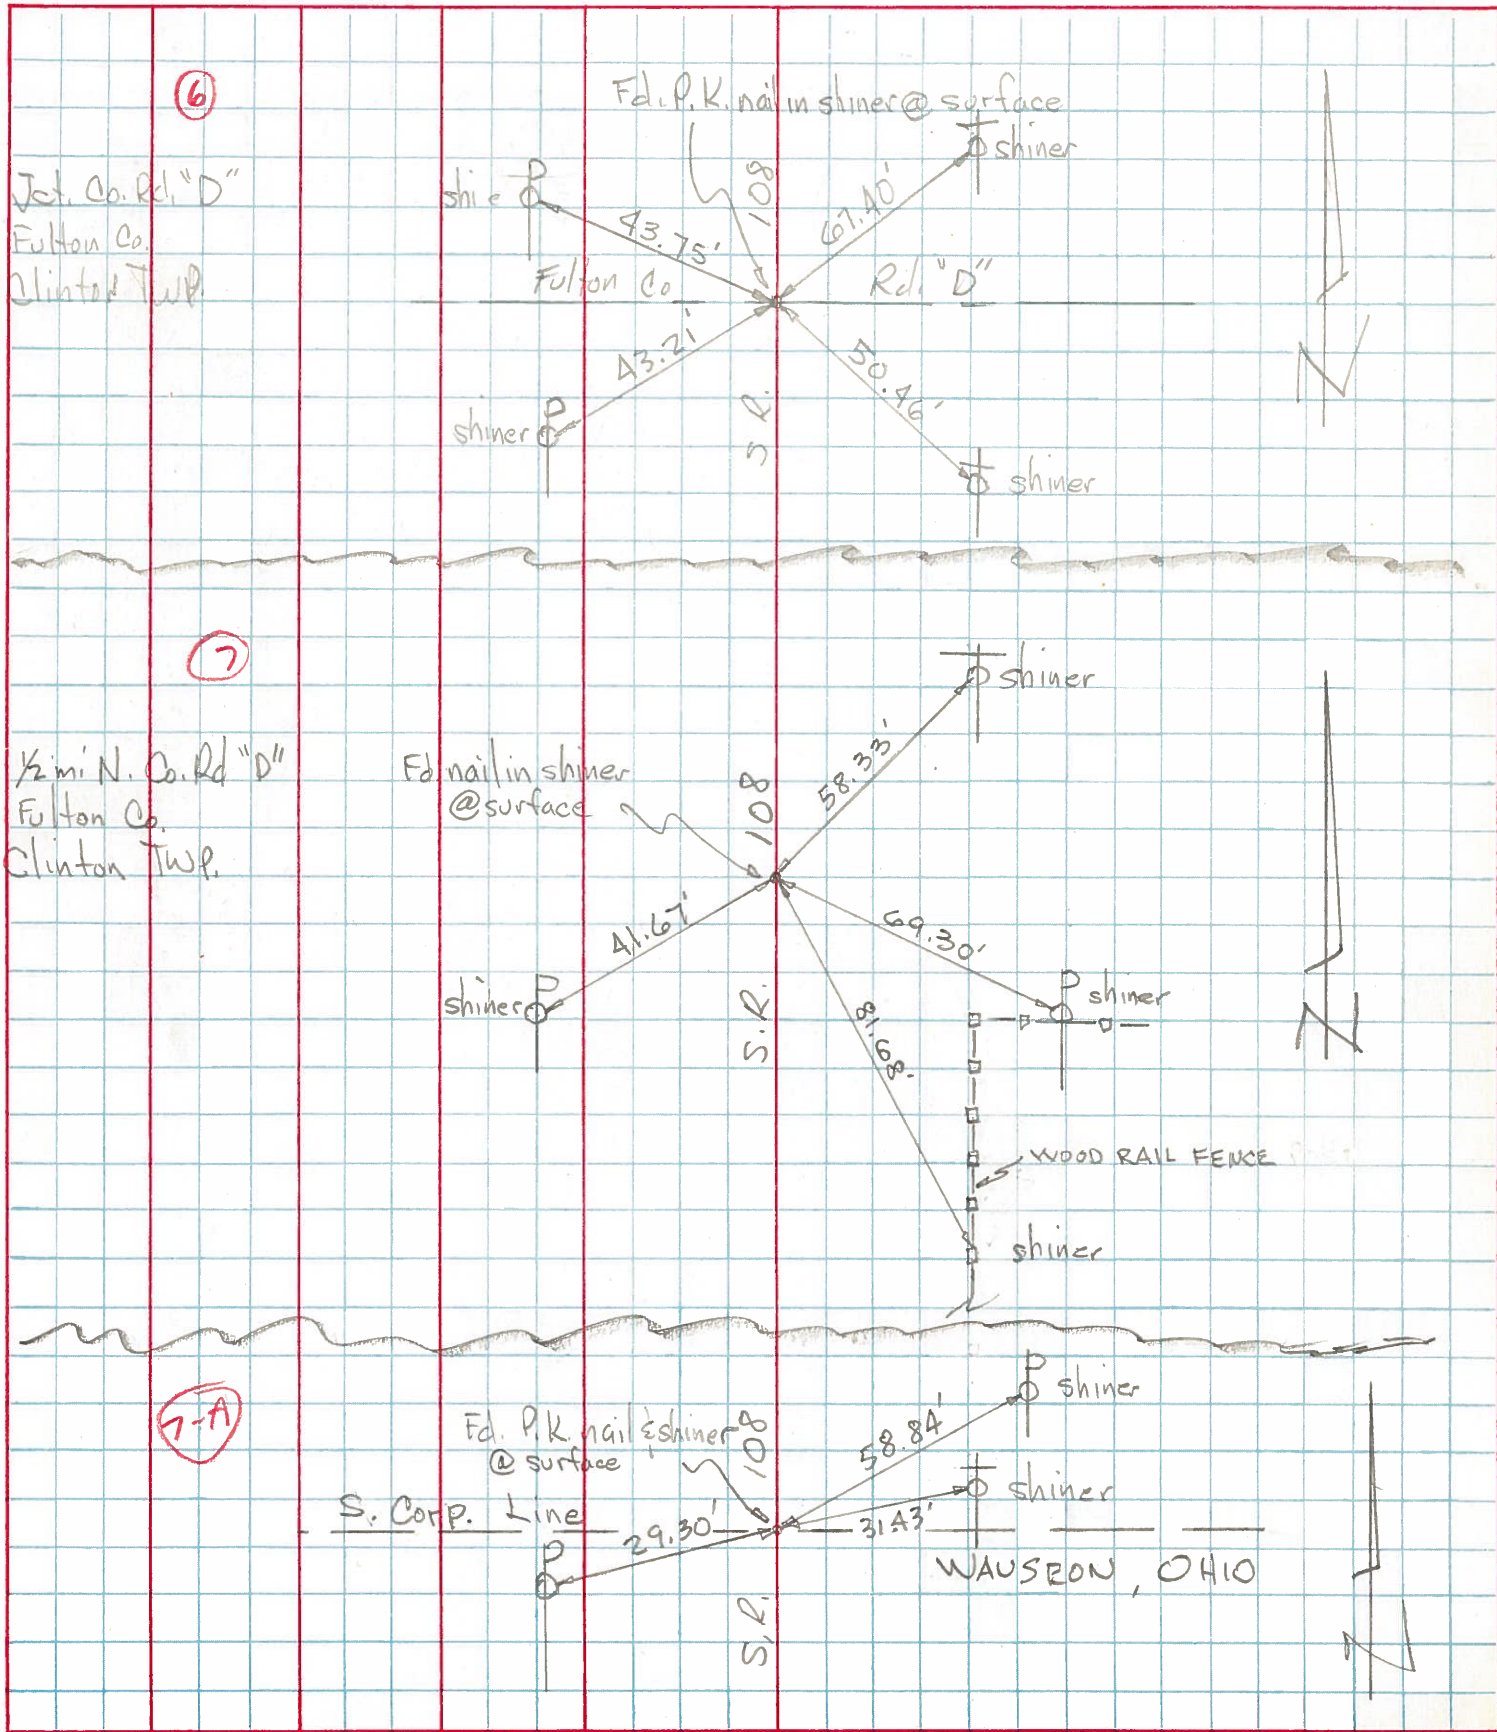 6
Fd. P.K. nail in shiner @ surface
Jct. Co. Rd. "D"
Fulton Co.
Clinton TWP.
shi e
P
43.75'
108
67.40'
shiner
Fulton Co Rd. "D"
43.21'
50.46'
shiner
P
S.R.
shiner
N
7
1/2 mi N. Co. Rd "D"
Fulton Co.
Clinton TWP.
Fd nail in shiner
@ surface
108
58.33'
shiner
41.67'
69.30'
shiner
P
S.R.
81.68'
P
shiner
WOOD RAIL FENCE
shiner
N
7-A
Fd. P.K. nail & shiner
@ surface
108
58.84'
P
shiner
31.43'
shiner
S. Corp. Line
29.30'
P
WAUSEON, OHIO
S.R.
N